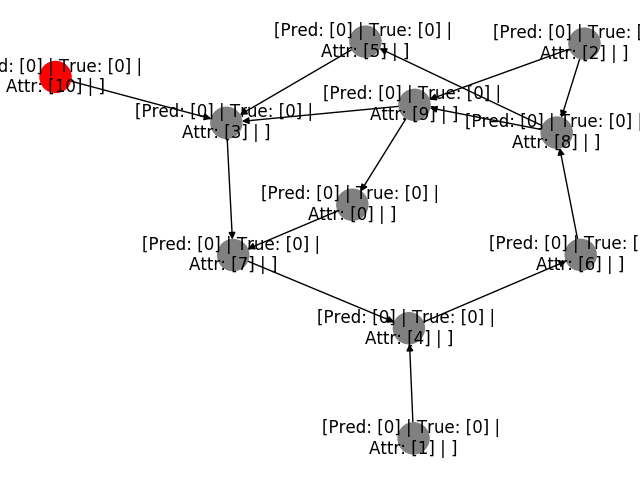 [Pred: [0] | True: [0] |
Attr: [5] | ]
[Pred: [0] | True: [
Attr: [2] | ]
d: [0] | True: [0] |
Attr: [10] | ]
[Pred: [0] | True: [0] |
Attr: [9] | ]
[Pred: [0] | True: [0] |
Attr: [3] | ]
[Pred: [0] | True: [0]
Attr: [8] | ]
[Pred: [0] | True: [0] |
Attr: [0] | ]
[Pred: [0] | True: [0] |
Attr: [7] | ]
[Pred: [0] | True: [
Attr: [6] | ]
[Pred: [0] | True: [0] |
Attr: [4] | ]
[Pred: [0] | True: [0] |
Attr: [1] | ]